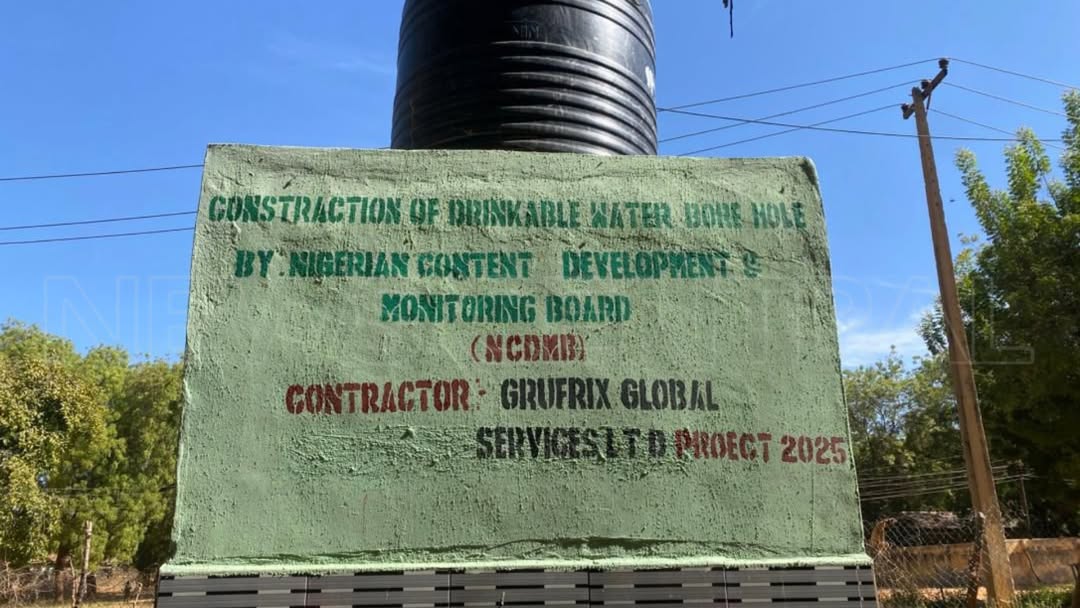 CONSTRACTION OF DRINKABLE WATER BORE HOLE
BY: NIGERIAN CONTENT DEVELOPMENT &
MONITORING BOARD
(NCDMB)
CONTRACTOR:- GRUFRIX GLOBAL
SERVICES LTD PROECT 2025